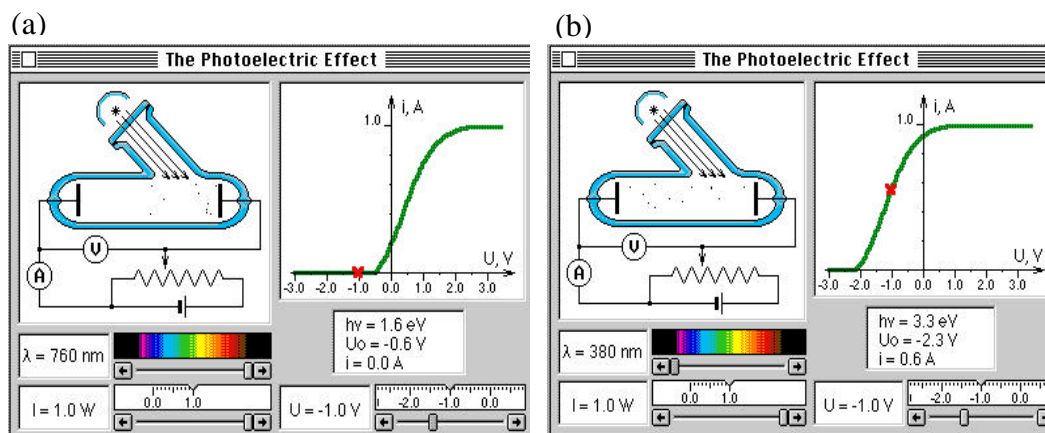 (a)
The Photoelectric Effect
V
A
i, A
1.0
U, V
-3.0 -2.0 -1.0 0.0 1.0 2.0 3.0
hν = 1.6 eV
Uo = -0.6 V
i = 0.0 A
λ = 760 nm
I = 1.0 W
0.0 1.0
U = -1.0 V
-2.0 -1.0 0.0
(b)
The Photoelectric Effect
V
A
i, A
1.0
U, V
-3.0 -2.0 -1.0 0.0 1.0 2.0 3.0
hν = 3.3 eV
Uo = -2.3 V
i = 0.6 A
λ = 380 nm
I = 1.0 W
0.0 1.0
U = -1.0 V
-2.0 -1.0 0.0